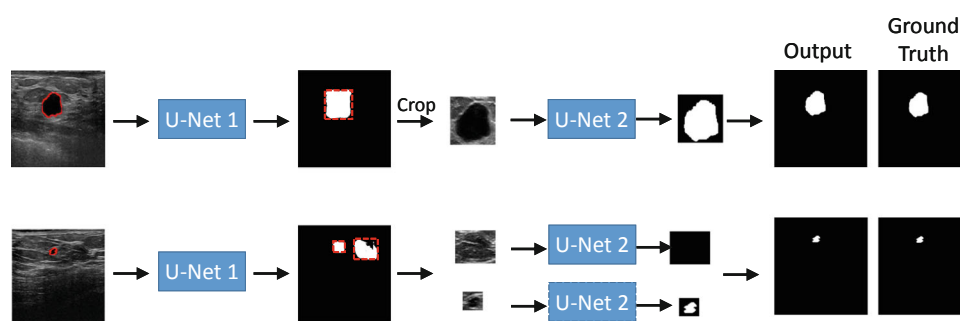 Output
Ground
Truth
U-Net 1
Crop
U-Net 2
U-Net 1
U-Net 2
U-Net 2